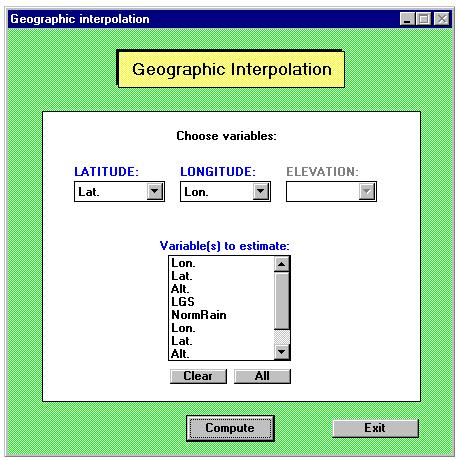 Geographic interpolation
Geographic Interpolation
Choose variables:
LATITUDE: LONGITUDE: ELEVATION:
Lat. Lon.
Variable(s) to estimate:
Lon.
Lat.
Alt.
LGS
NormRain
Lon.
Lat.
Alt.
Clear All
Compute Exit